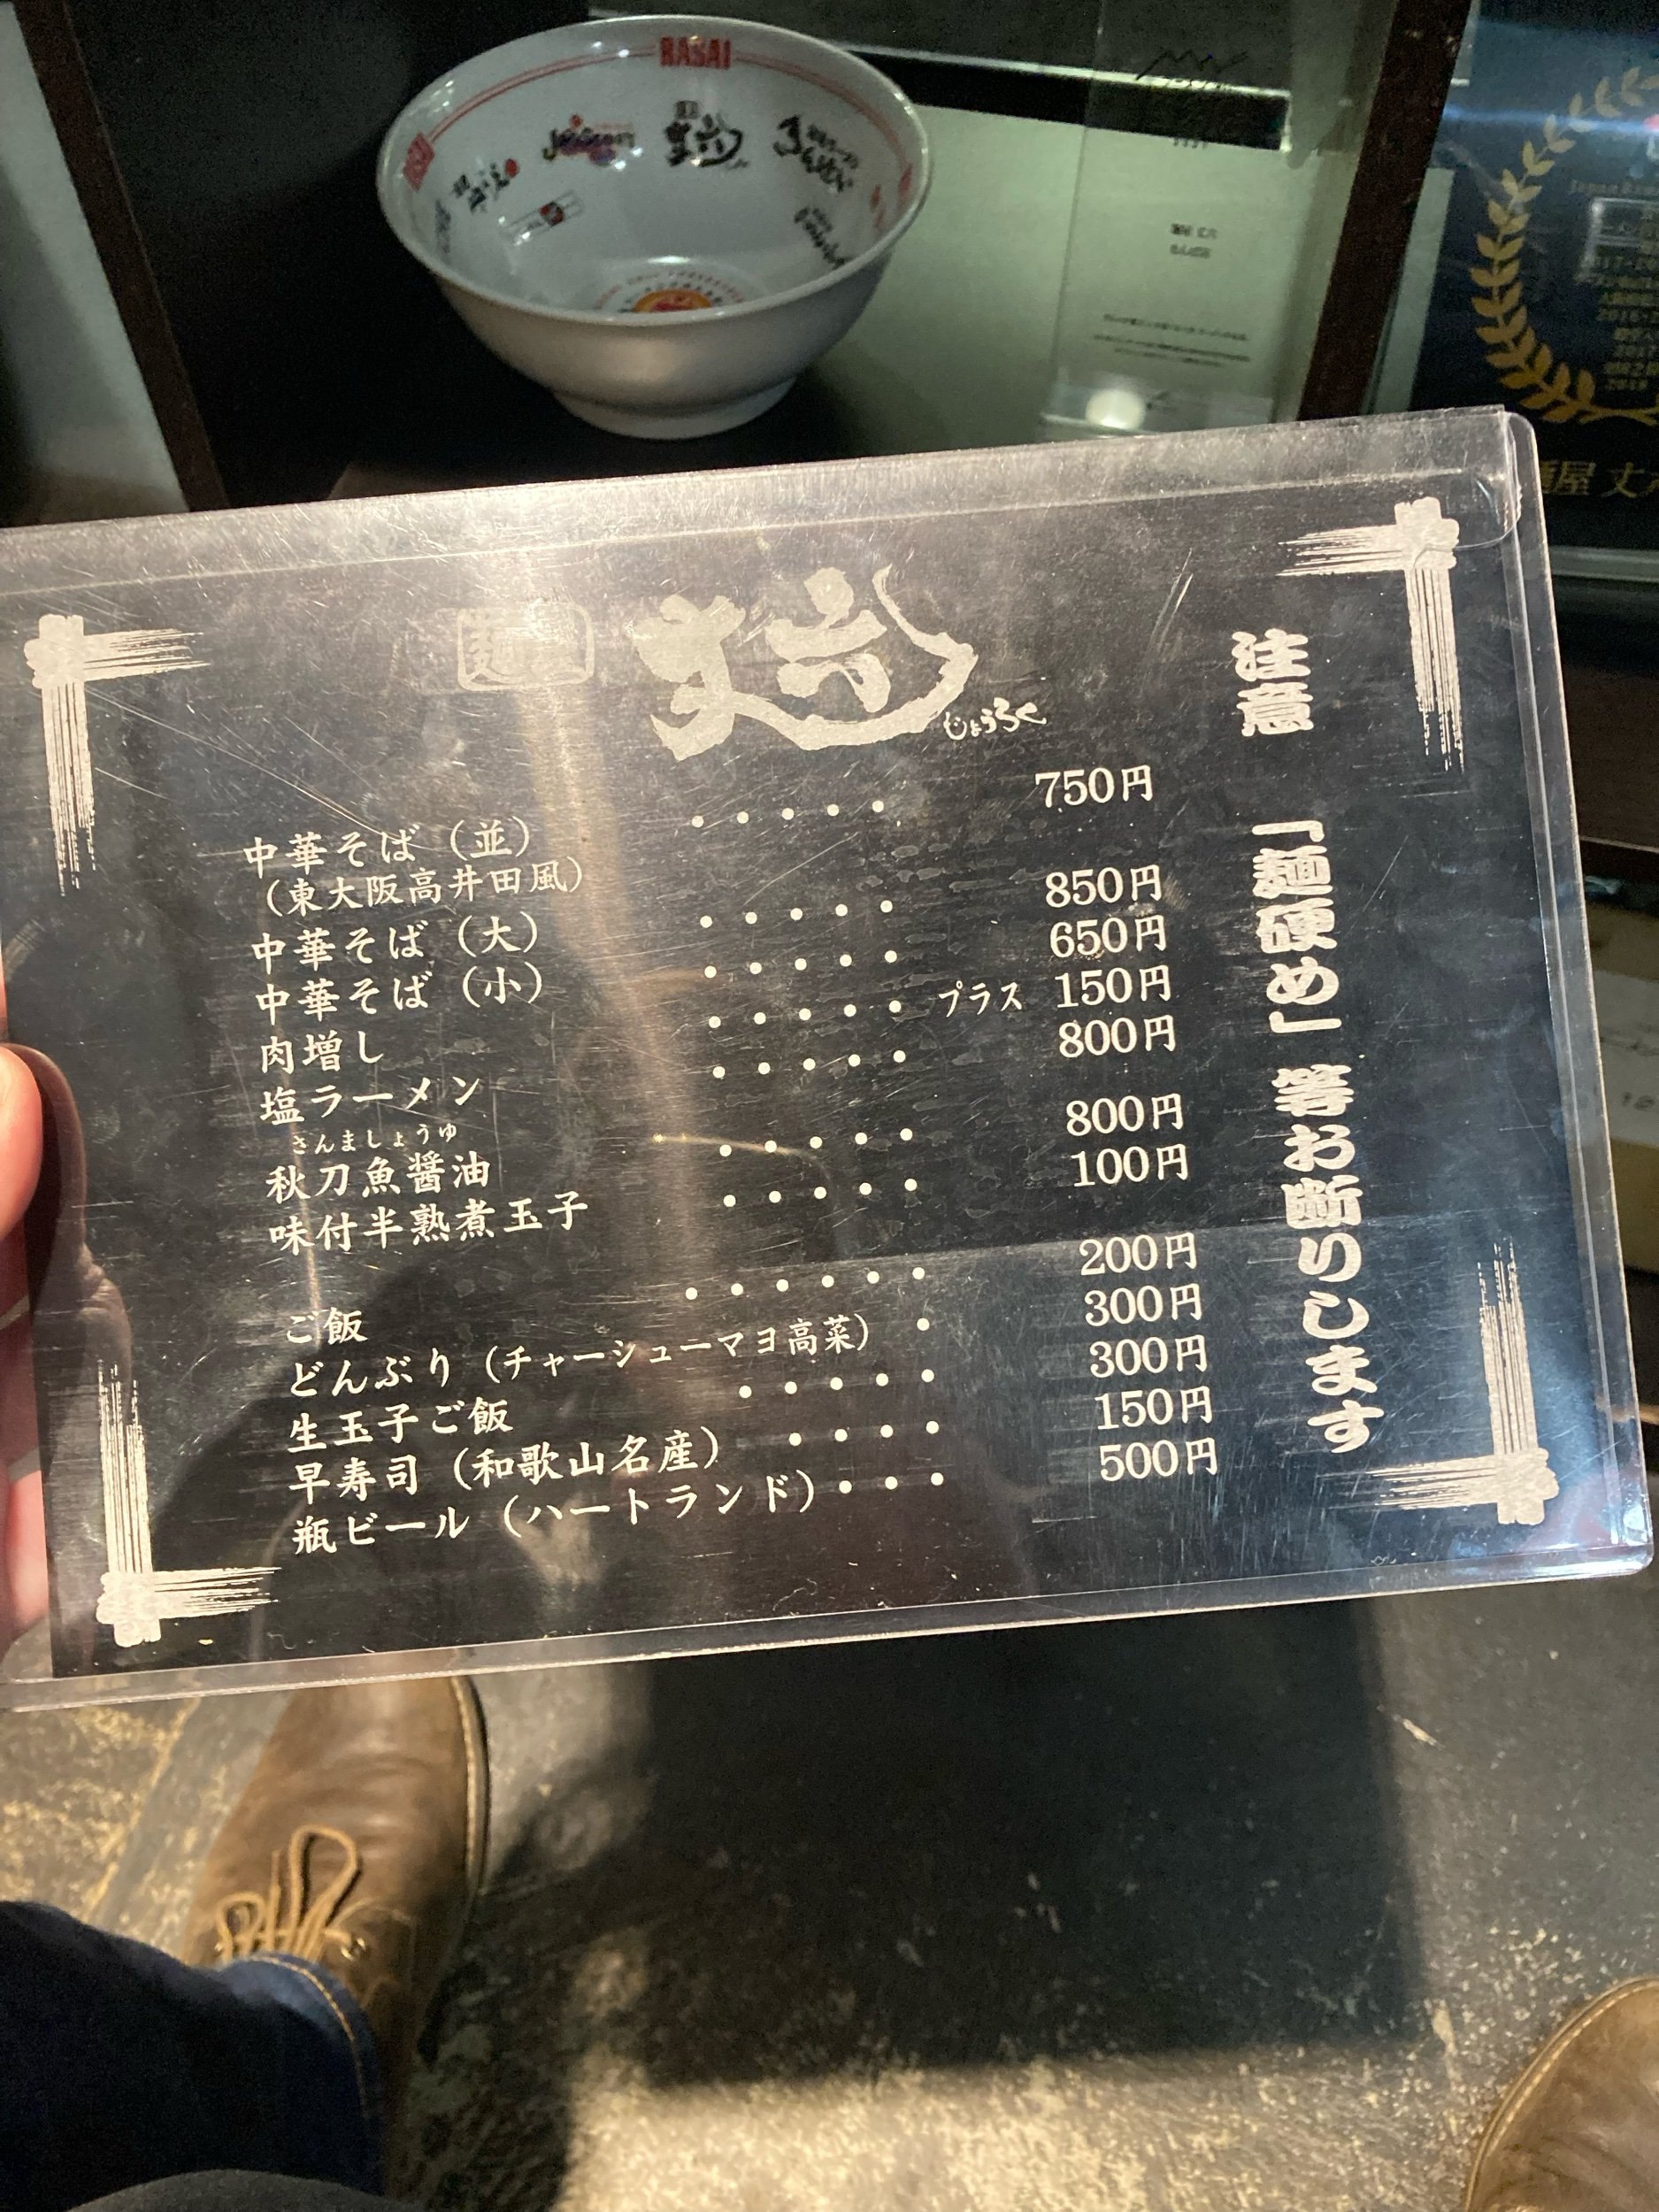 RASAI
丈六
麺屋 丈六
丈六
じょうろく
注意 「麺硬め」等お断りします
中華そば（並） ・・・・・ 750円
（東大阪高井田風）
中華そば（大） ・・・・・ 850円
中華そば（小） ・・・・・ 650円
肉増し ・・・・・ プラス 150円
塩ラーメン ・・・・・ 800円
さんましょうゆ
秋刀魚醤油 ・・・・・ 800円
味付半熟煮玉子 ・・・・・ 100円
ご飯 ・・・・・・ 200円
どんぶり（チャーシューマヨ高菜） ・ 300円
生玉子ご飯 ・・・・・ 300円
早寿司（和歌山名産） ・・・・ 150円
瓶ビール（ハートランド）・・・ 500円